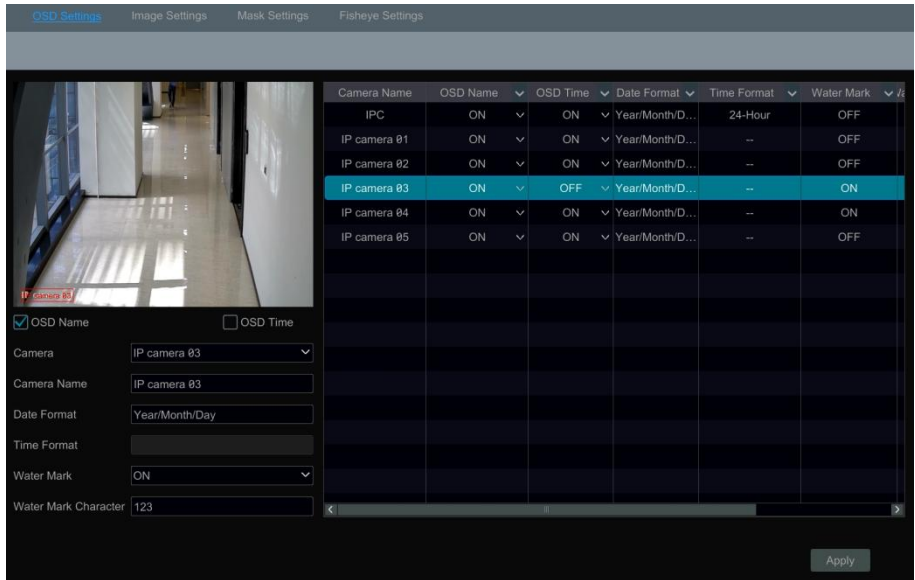 OSD Settings Image Settings Mask Settings Fisheye Settings
Camera Name OSD Name OSD Time Date Format Time Format Water Mark
IPC ON ON Year/Month/D... 24-Hour OFF
IP camera 01 ON ON Year/Month/D... -- OFF
IP camera 02 ON ON Year/Month/D... -- OFF
IP camera 03 ON OFF Year/Month/D... -- ON
IP camera 04 ON ON Year/Month/D... -- ON
IP camera 05 ON ON Year/Month/D... -- OFF
IP camera 03
OSD Name OSD Time
Camera IP camera 03
Camera Name IP camera 03
Date Format Year/Month/Day
Time Format
Water Mark ON
Water Mark Character 123
Apply